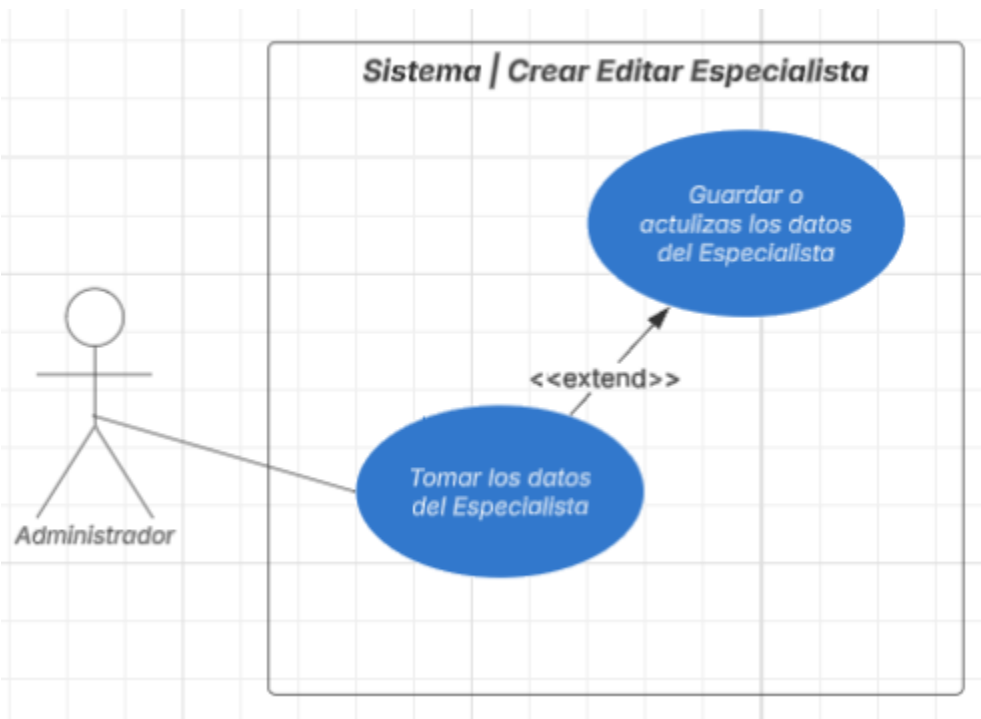 Sistema | Crear Editar Especialista
Guardar o
actulizas los datos
del Especialista
<<extend>>
Tomar los datos
del Especialista
Administrador